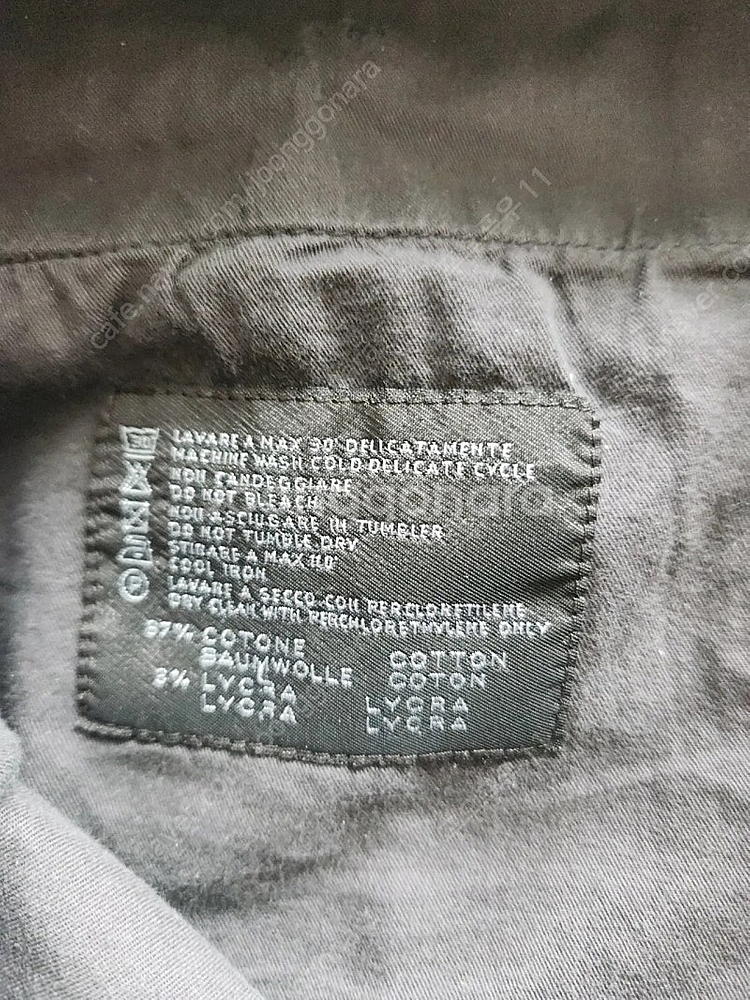 30
LAVARE A MAX 30° DELICATAMENTE
MACHINE WASH COLD DELICATE CYCLE
NON CANDEGGIARE
DO NOT BLEACH
NON ASCIUGARE IN TUMBLER
DO NOT TUMBLE DRY
STIRARE A MAX 110°
COOL IRON
LAVARE A SECCO CON PERCLORETILENE
DRY CLEAN WITH PERCHLORETHYLENE ONLY
97% COTONE COTTON
BAUMWOLLE COTON
3% LYCRA LYCRA
LYCRA LYCRA
joonggonara